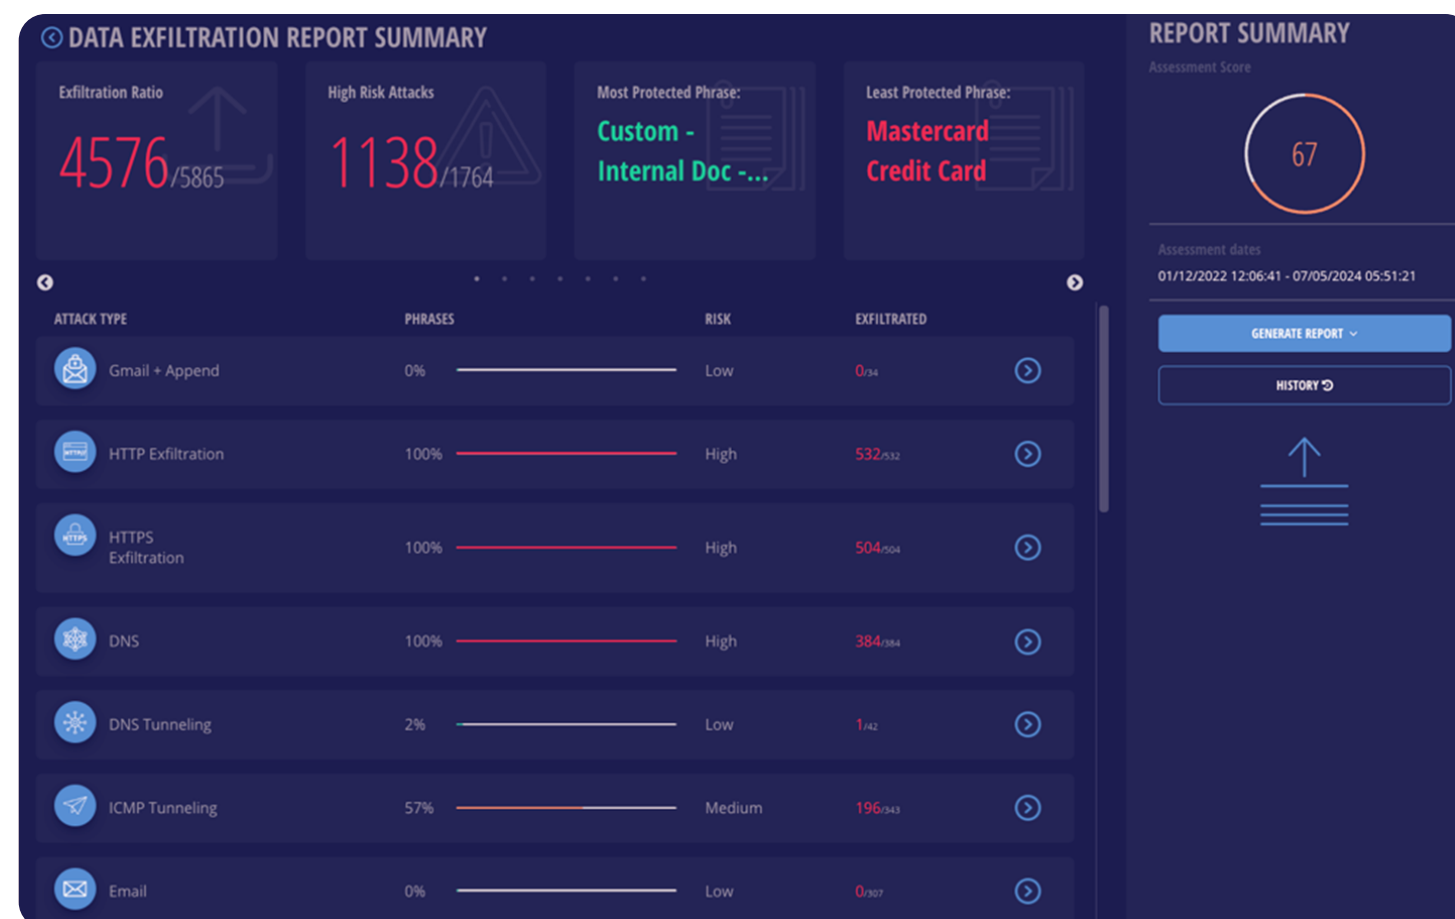 DATA EXFILTRATION REPORT SUMMARY
Exfiltration Ratio
4576/5865
High Risk Attacks
1138/1764
Most Protected Phrase:
Custom -
Internal Doc -...
Least Protected Phrase:
Mastercard
Credit Card
ATTACK TYPE PHRASES RISK EXFILTRATED
Gmail + Append 0% Low 0/34
HTTP Exfiltration 100% High 532/532
HTTPS
HTTPS
Exfiltration
100% High 504/504
DNS 100% High 384/384
DNS Tunneling 2% Low 1/42
ICMP Tunneling 57% Medium 196/343
Email 0% Low 0/307
REPORT SUMMARY
Assessment Score
67
Assessment dates
01/12/2022 12:06:41 - 07/05/2024 05:51:21
GENERATE REPORT
HISTORY